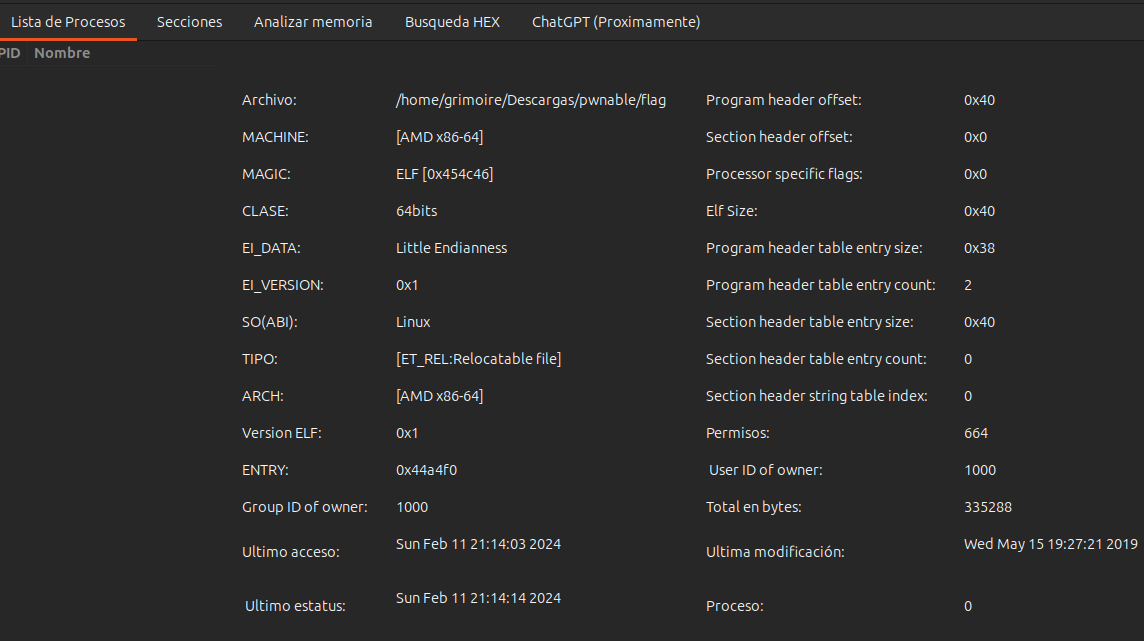 Lista de Procesos Secciones Analizar memoria Busqueda HEX ChatGPT (Proximamente)
PID Nombre
Archivo: /home/grimoire/Descargas/pwnable/flag Program header offset: 0x40
MACHINE: [AMD x86-64] Section header offset: 0x0
MAGIC: ELF [0x454c46] Processor specific flags: 0x0
CLASE: 64bits Elf Size: 0x40
EI_DATA: Little Endianness Program header table entry size: 0x38
EI_VERSION: 0x1 Program header table entry count: 2
SO(ABI): Linux Section header table entry size: 0x40
TIPO: [ET_REL:Relocatable file] Section header table entry count: 0
ARCH: [AMD x86-64] Section header string table index: 0
Version ELF: 0x1 Permisos: 664
ENTRY: 0x44a4f0 User ID of owner: 1000
Group ID of owner: 1000 Total en bytes: 335288
Ultimo acceso: Sun Feb 11 21:14:03 2024 Ultima modificación: Wed May 15 19:27:21 2019
Ultimo estatus: Sun Feb 11 21:14:14 2024 Proceso: 0